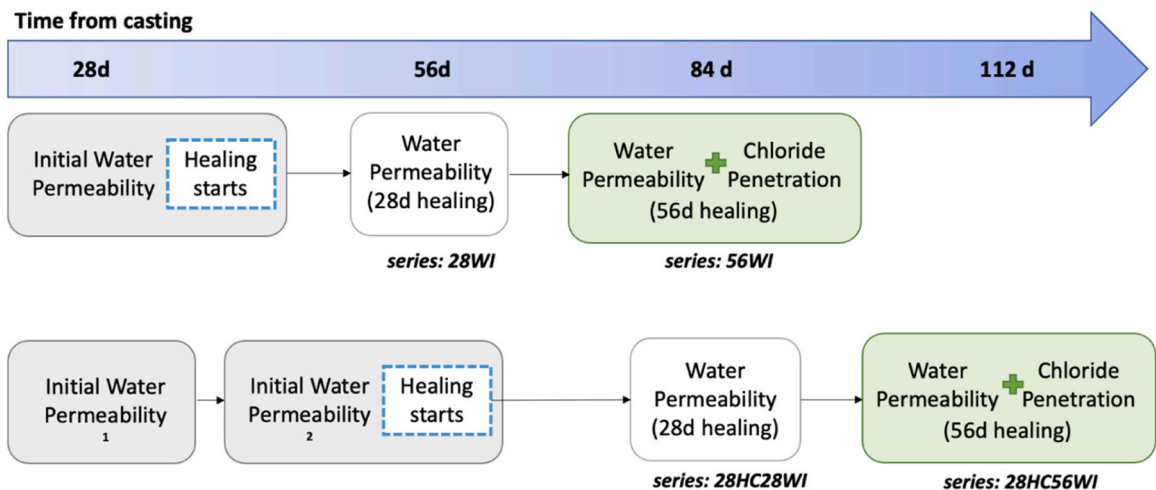 Time from casting
28d 56d 84 d 112 d
Initial Water
Permeability
Healing
starts
Water
Permeability
(28d healing)
Water Chloride
Permeability Penetration
(56d healing)
series: 28WI
series: 56WI
Initial Water
Permeability
1
Initial Water
Permeability
2
Healing
starts
Water
Permeability
(28d healing)
Water Chloride
Permeability Penetration
(56d healing)
series: 28HC28WI
series: 28HC56WI